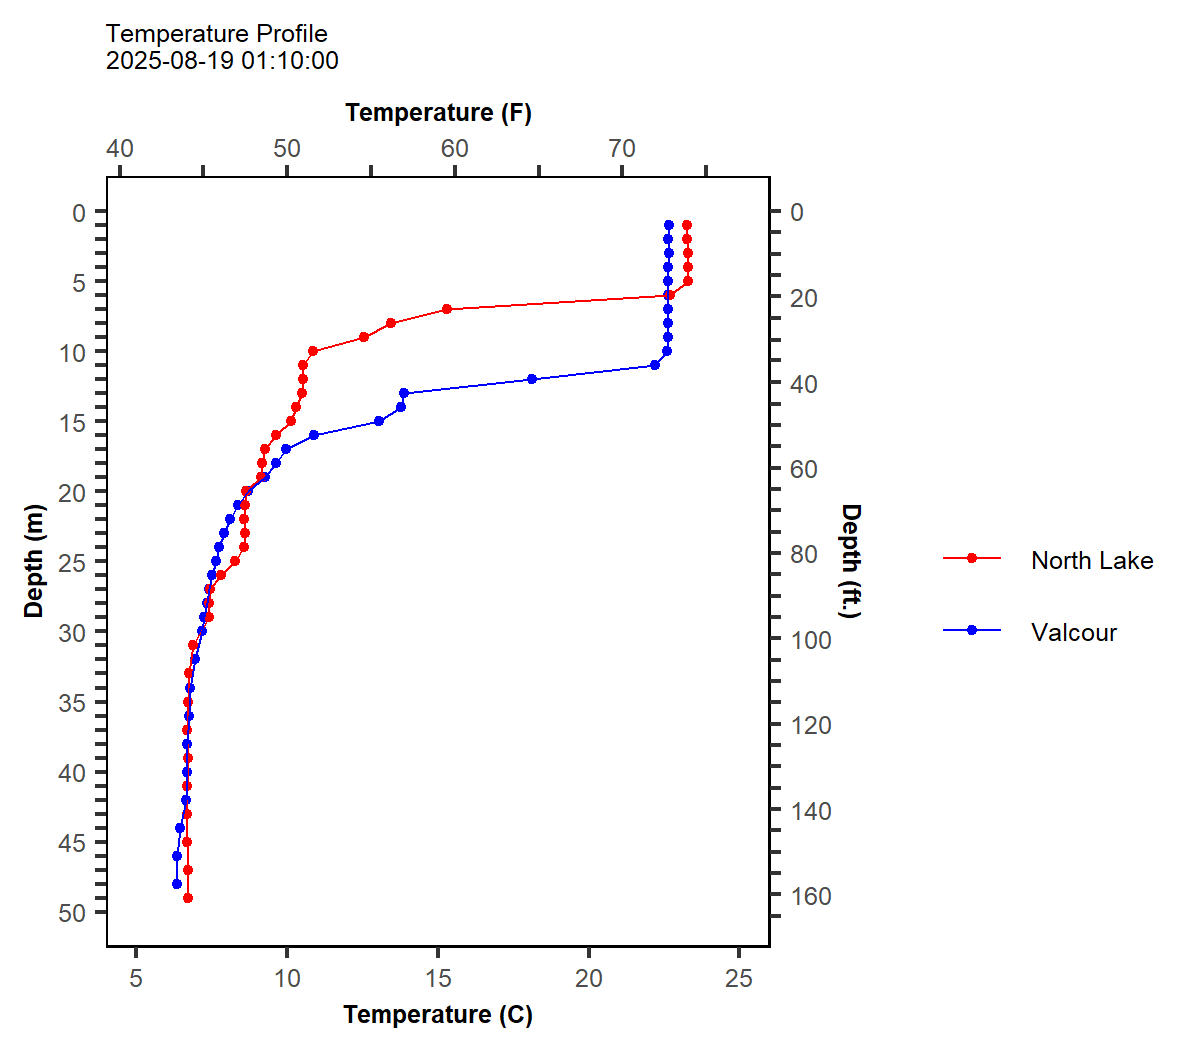 Temperature Profile
2025-08-19 01:10:00
Temperature (F)
40 50 60 70
0 0
5
20
10
40
15
60
20
80
25
Depth (m)
Depth (ft.)
North Lake
30
100
Valcour
35
120
40
140
45
160
50
5 10 15 20 25
Temperature (C)